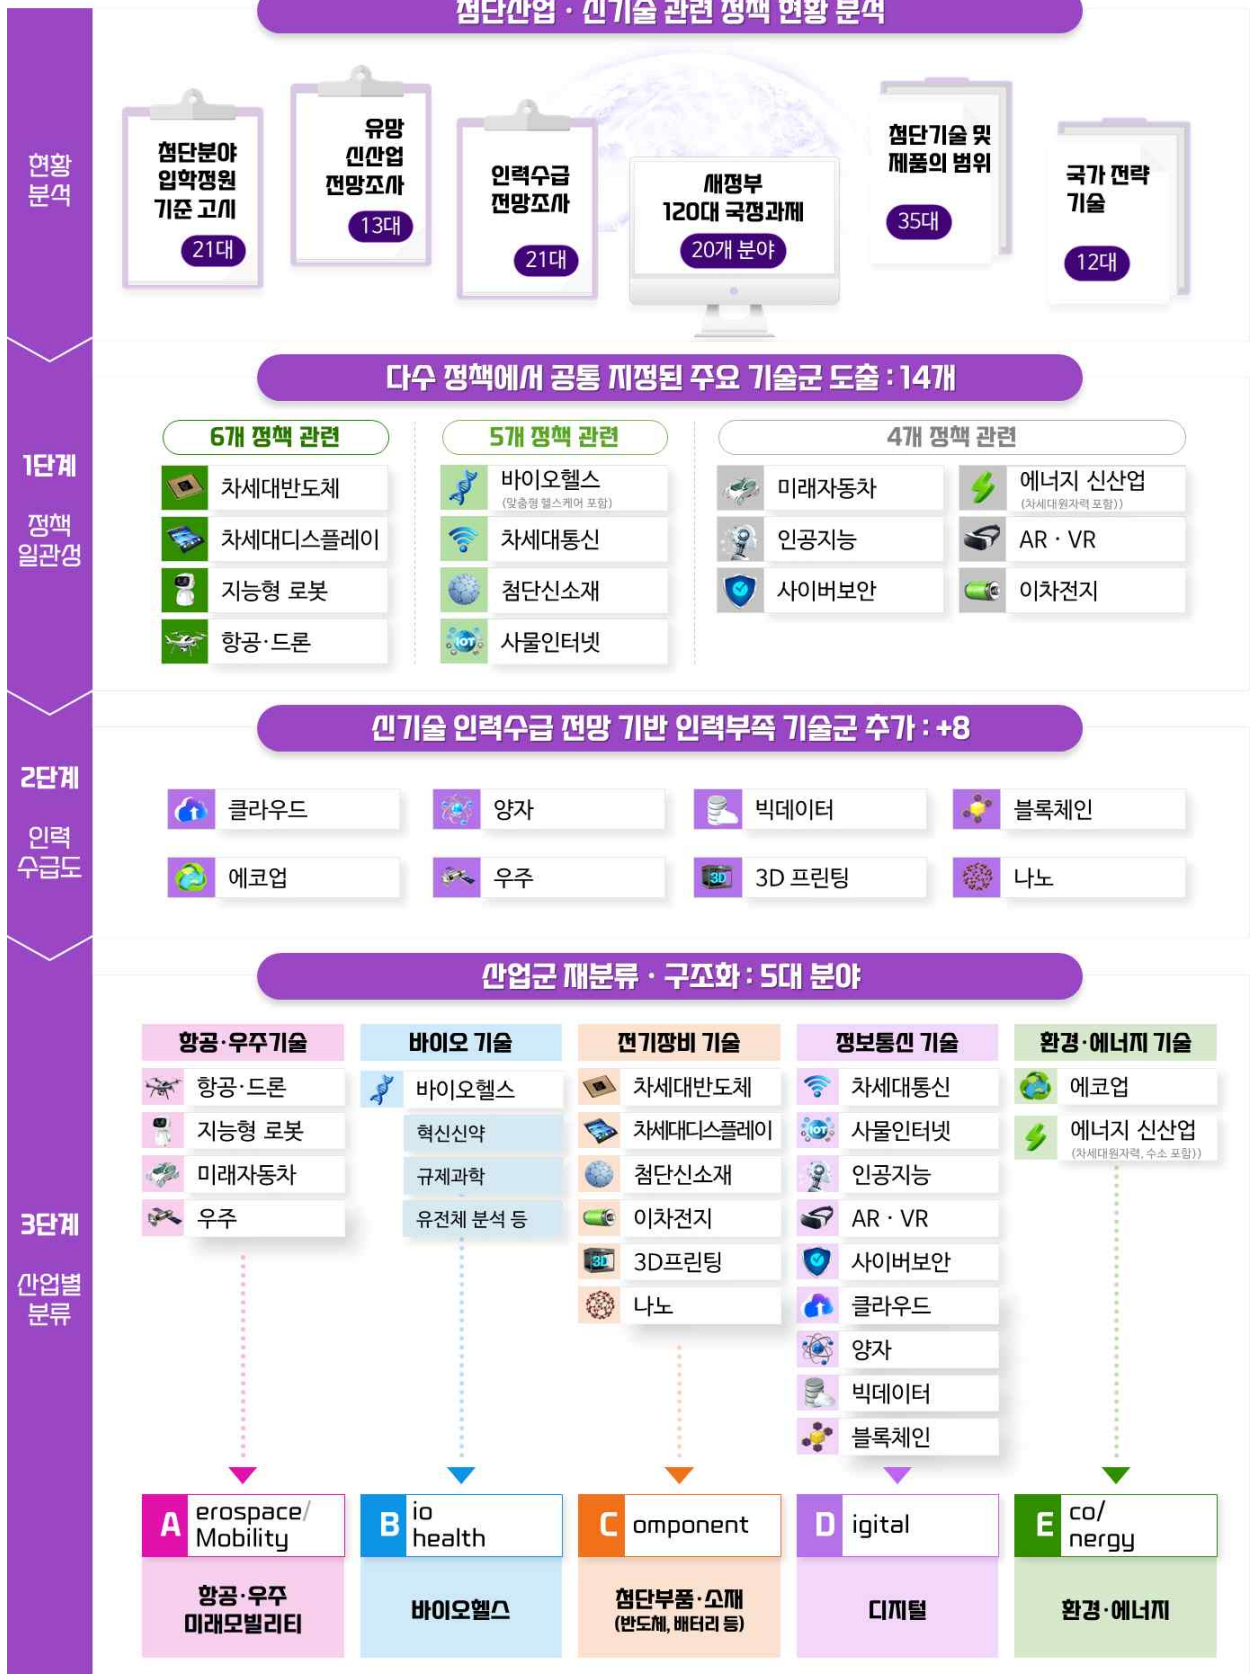 첨단산업 · 신기술 관련 정책 현황 분석
현황
분석
첨단분야
입학정원
기준 고시
21대
유망
신산업
전망조사
13대
인력수급
전망조사
21대
새정부
120대 국정과제
20개 분야
첨단기술 및
제품의 범위
35대
국가 전략
기술
12대
1단계
정책
일관성
다수 정책에서 공통 지정된 주요 기술군 도출 : 14개
6개 정책 관련
차세대반도체
차세대디스플레이
지능형 로봇
항공·드론
5개 정책 관련
바이오헬스
(맞춤형 헬스케어 포함)
차세대통신
첨단신소재
IOT
사물인터넷
4개 정책 관련
미래자동차
인공지능
사이버보안
에너지 신산업
(차세대원자력 포함))
AR · VR
이차전지
2단계
인력
수급도
신기술 인력수급 전망 기반 인력부족 기술군 추가 : +8
클라우드
양자
빅데이터
블록체인
에코업
우주
3D
3D 프린팅
나노
3단계
산업별
분류
산업군 재분류 · 구조화 : 5대 분야
항공·우주기술
항공·드론
지능형 로봇
미래자동차
우주
바이오 기술
바이오헬스
혁신신약
규제과학
유전체 분석 등
전기장비 기술
차세대반도체
차세대디스플레이
첨단신소재
이차전지
3D
3D프린팅
나노
정보통신 기술
차세대통신
IOT
사물인터넷
인공지능
AR · VR
사이버보안
클라우드
양자
빅데이터
블록체인
환경·에너지 기술
에코업
에너지 신산업
(차세대원자력, 수소 포함))
A erospace/
Mobility
항공·우주
미래모빌리티
B io
health
바이오헬스
C omponent
첨단부품·소재
(반도체, 배터리 등)
D igital
디지털
E co/
nergy
환경·에너지